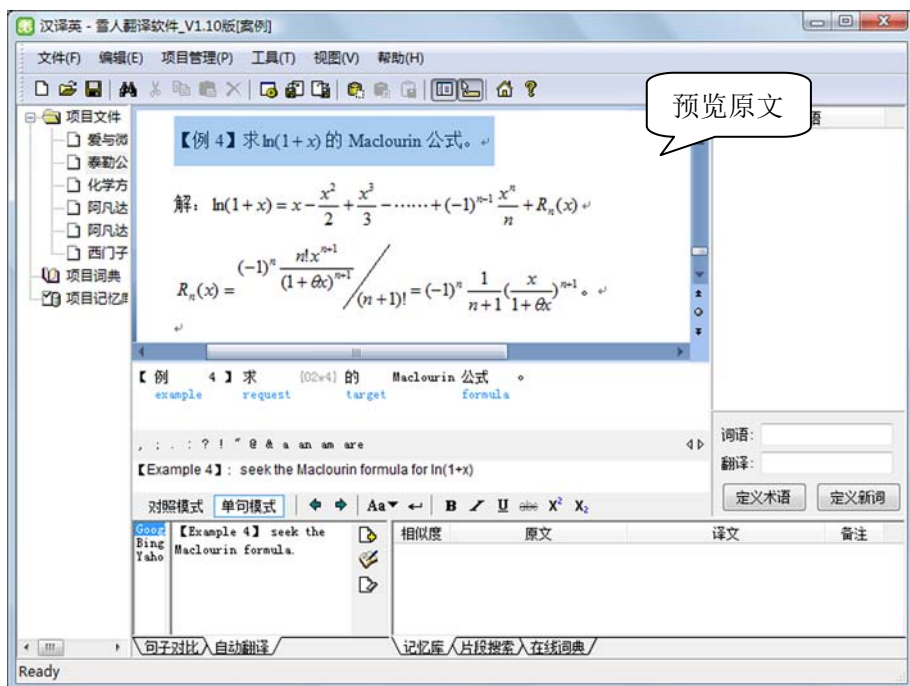 汉译英 - 雪人翻译软件_V1.10版[案例]
文件(F) 编辑(E) 项目管理(P) 工具(T) 视图(V) 帮助(H)
预览原文
项目文件
爱与微
泰勒公
化学方
阿凡达
阿凡达
西门子
项目词典
项目记忆库
【例 4】求 ln(1 + x) 的 Maclourin 公式。
解： ln(1 + x) = x − x²/2 + x³/3 − ······ + (−1)ⁿ⁻¹ xⁿ/n + Rₙ(x)
Rₙ(x) = (−1)ⁿ n!xⁿ⁺¹/(1 + θx)ⁿ⁺¹ / (n + 1)! = (−1)ⁿ 1/(n + 1) (x/(1 + θx))ⁿ⁺¹ 。
【 例 4 】 求 {02w4} 的 Maclourin 公式 。
example request target formula
, ; . : ? ! " @ & a an am are
【Example 4】: seek the Maclourin formula for ln(1+x)
词语:
翻译:
定义术语 定义新词
对照模式 单句模式 Aa B I U abc X² X₂
Goog
Bing
Yaho
【Example 4】 seek the
Maclourin formula.
相似度 原文 译文 备注
句子对比 自动翻译 记忆库 片段搜索 在线词典
Ready